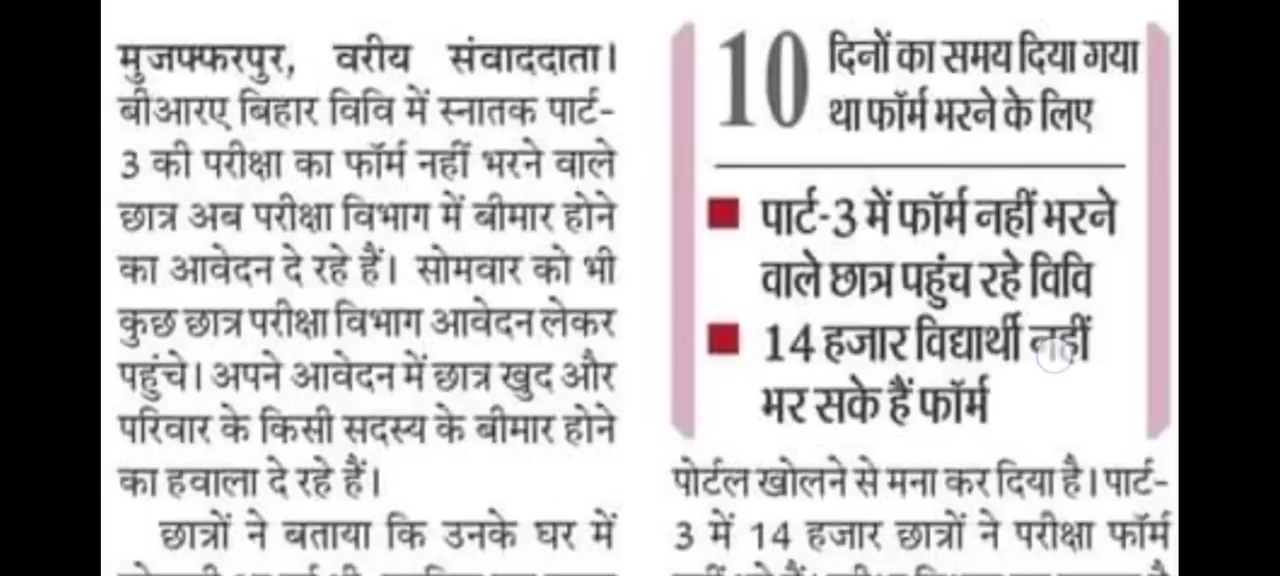 मुजफ्फरपुर, वरीय संवाददाता।
बीआरए बिहार विवि में स्नातक पार्ट-
3 की परीक्षा का फॉर्म नहीं भरने वाले
छात्र अब परीक्षा विभाग में बीमार होने
का आवेदन दे रहे हैं। सोमवार को भी
कुछ छात्र परीक्षा विभाग आवेदन लेकर
पहुंचे। अपने आवेदन में छात्र खुद और
परिवार के किसी सदस्य के बीमार होने
का हवाला दे रहे हैं।
छात्रों ने बताया कि उनके घर में
10 दिनों का समय दिया गया
था फॉर्म भरने के लिए
पार्ट-3 में फॉर्म नहीं भरने
वाले छात्र पहुंच रहे विवि
14 हजार विद्यार्थी नहीं
भर सके हैं फॉर्म
पोर्टल खोलने से मना कर दिया है। पार्ट-
3 में 14 हजार छात्रों ने परीक्षा फॉर्म